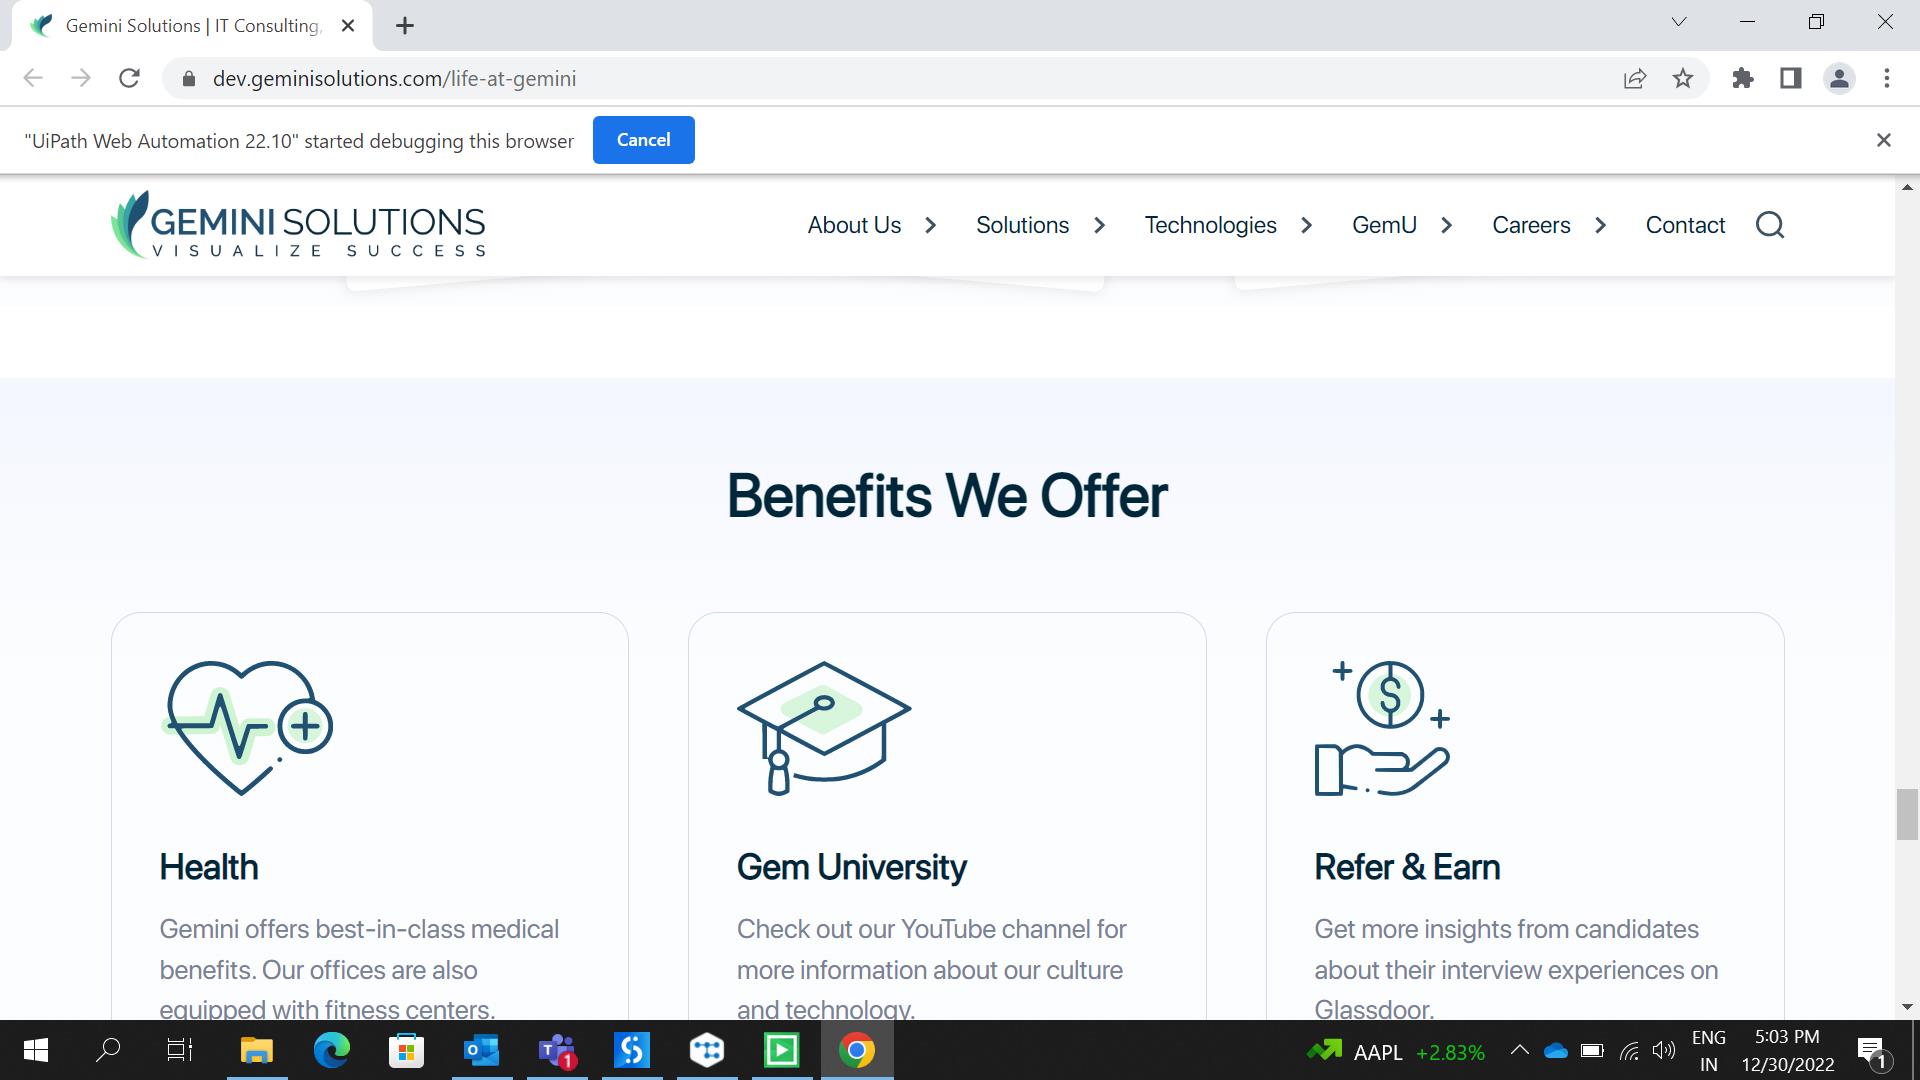 Gemini Solutions | IT Consulting,
dev.geminisolutions.com/life-at-gemini
"UiPath Web Automation 22.10" started debugging this browser
Cancel
GEMINI SOLUTIONS
VISUALIZE SUCCESS
About Us
Solutions
Technologies
GemU
Careers
Contact
Benefits We Offer
Health
Gemini offers best-in-class medical
benefits. Our offices are also
equipped with fitness centers.
Gem University
Check out our YouTube channel for
more information about our culture
and technology.
Refer & Earn
Get more insights from candidates
about their interview experiences on
Glassdoor.
1
AAPL +2.83%
ENG
IN
5:03 PM
12/30/2022
1